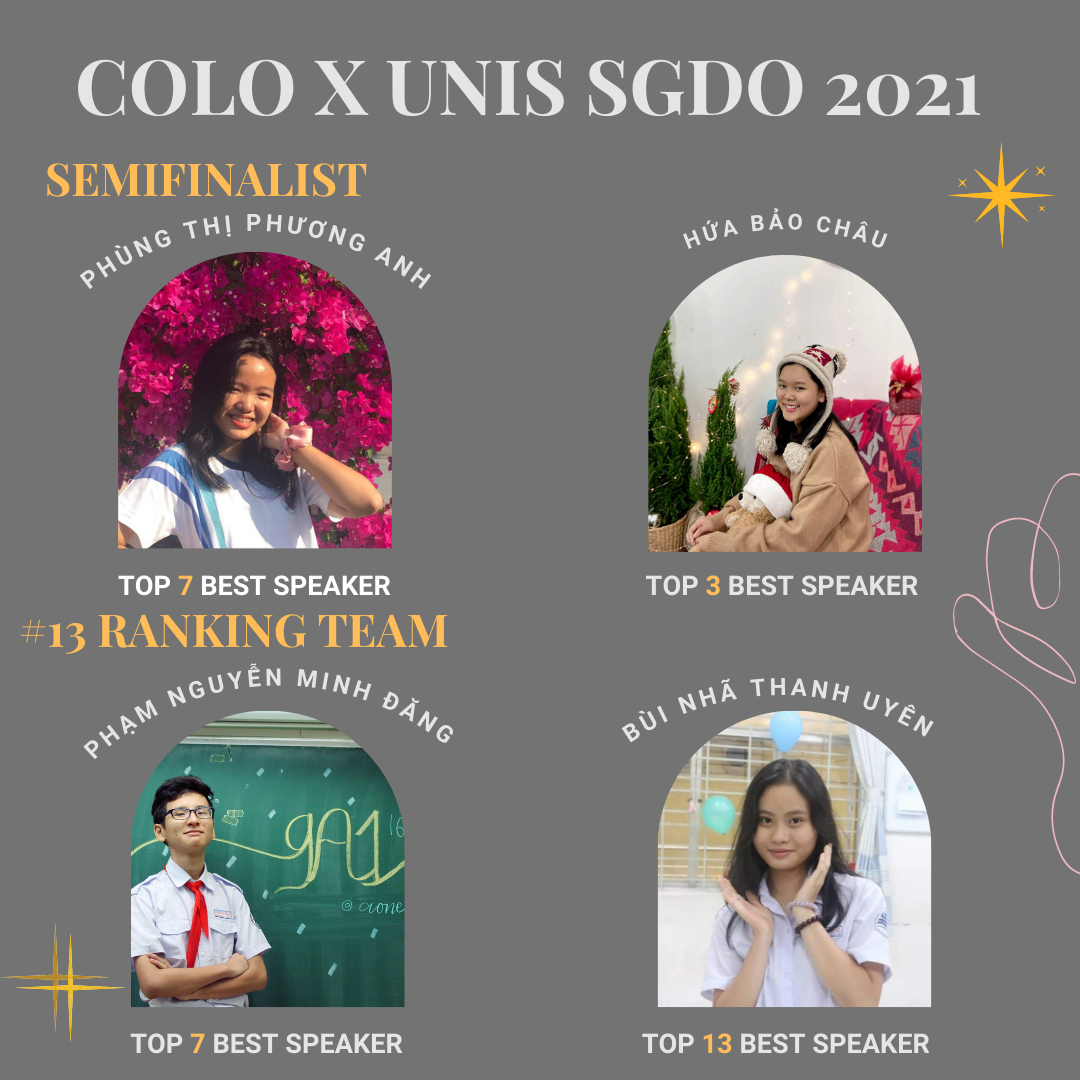 COLO X UNIS SGDO 2021
SEMIFINALIST
PHÙNG THỊ PHƯƠNG ANH
HỨA BẢO CHÂU
TOP 7 BEST SPEAKER
TOP 3 BEST SPEAKER
#13 RANKING TEAM
PHẠM NGUYỄN MINH ĐĂNG
BÙI NHÃ THANH UYÊN
9A1
16
TOP 7 BEST SPEAKER
TOP 13 BEST SPEAKER